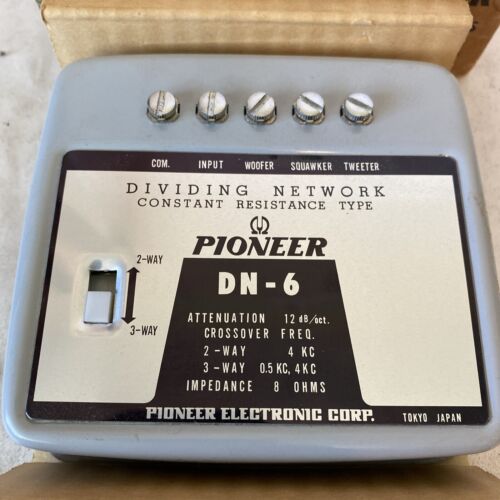 COM. INPUT WOOFER SQUAWKER TWEETER
DIVIDING NETWORK
CONSTANT RESISTANCE TYPE
PIONEER
DN-6
2-WAY
3-WAY
ATTENUATION 12 dB/oct.
CROSSOVER FREQ.
2-WAY 4 KC
3-WAY 0.5 KC, 4 KC
IMPEDANCE 8 OHMS
PIONEER ELECTRONIC CORP. TOKYO JAPAN